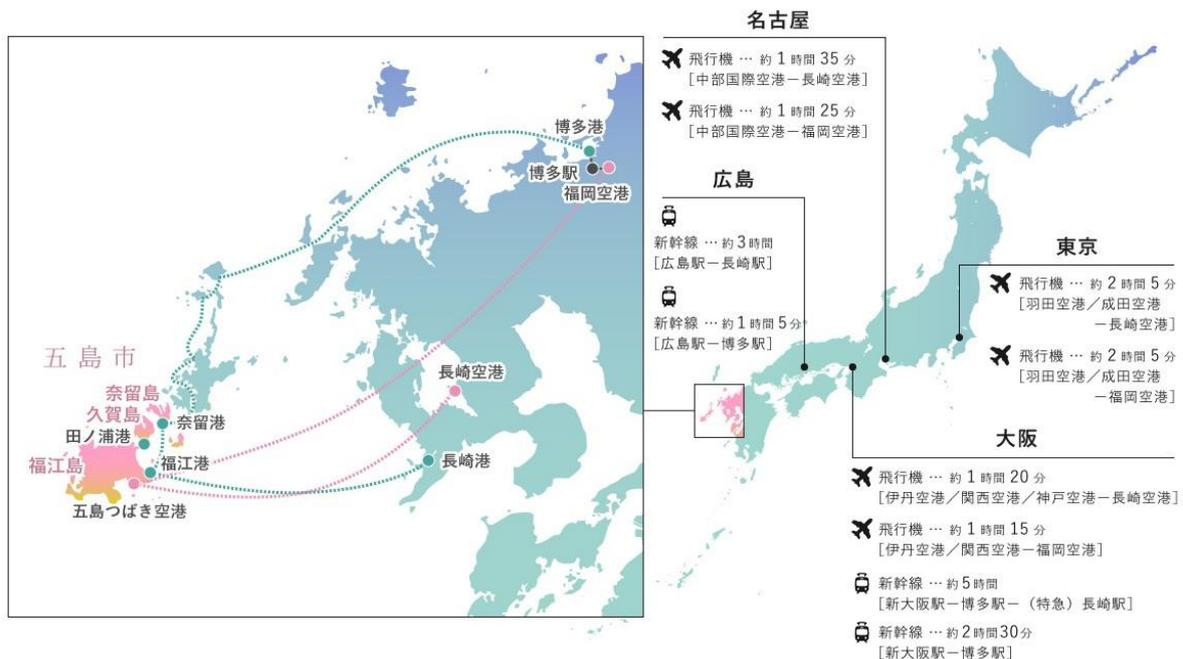 名古屋
飛行機 … 約 1 時間 35 分
[中部国際空港ー長崎空港]
飛行機 … 約 1 時間 25 分
[中部国際空港ー福岡空港]
広島
新幹線 … 約 3 時間
[広島駅ー長崎駅]
新幹線 … 約 1 時間 5 分
[広島駅ー博多駅]
東京
飛行機 … 約 2 時間 5 分
[羽田空港／成田空港
ー長崎空港]
飛行機 … 約 2 時間 5 分
[羽田空港／成田空港
ー福岡空港]
大阪
飛行機 … 約 1 時間 20 分
[伊丹空港／関西空港／神戸空港ー長崎空港]
飛行機 … 約 1 時間 15 分
[伊丹空港／関西空港ー福岡空港]
新幹線 … 約 5 時間
[新大阪駅ー博多駅ー（特急）長崎駅]
新幹線 … 約 2 時間 30 分
[新大阪駅ー博多駅]
博多港
博多駅
福岡空港
五島市
長崎空港
奈留島
久賀島
奈留港
田ノ浦港
福江島
福江港
長崎港
五島つばき空港